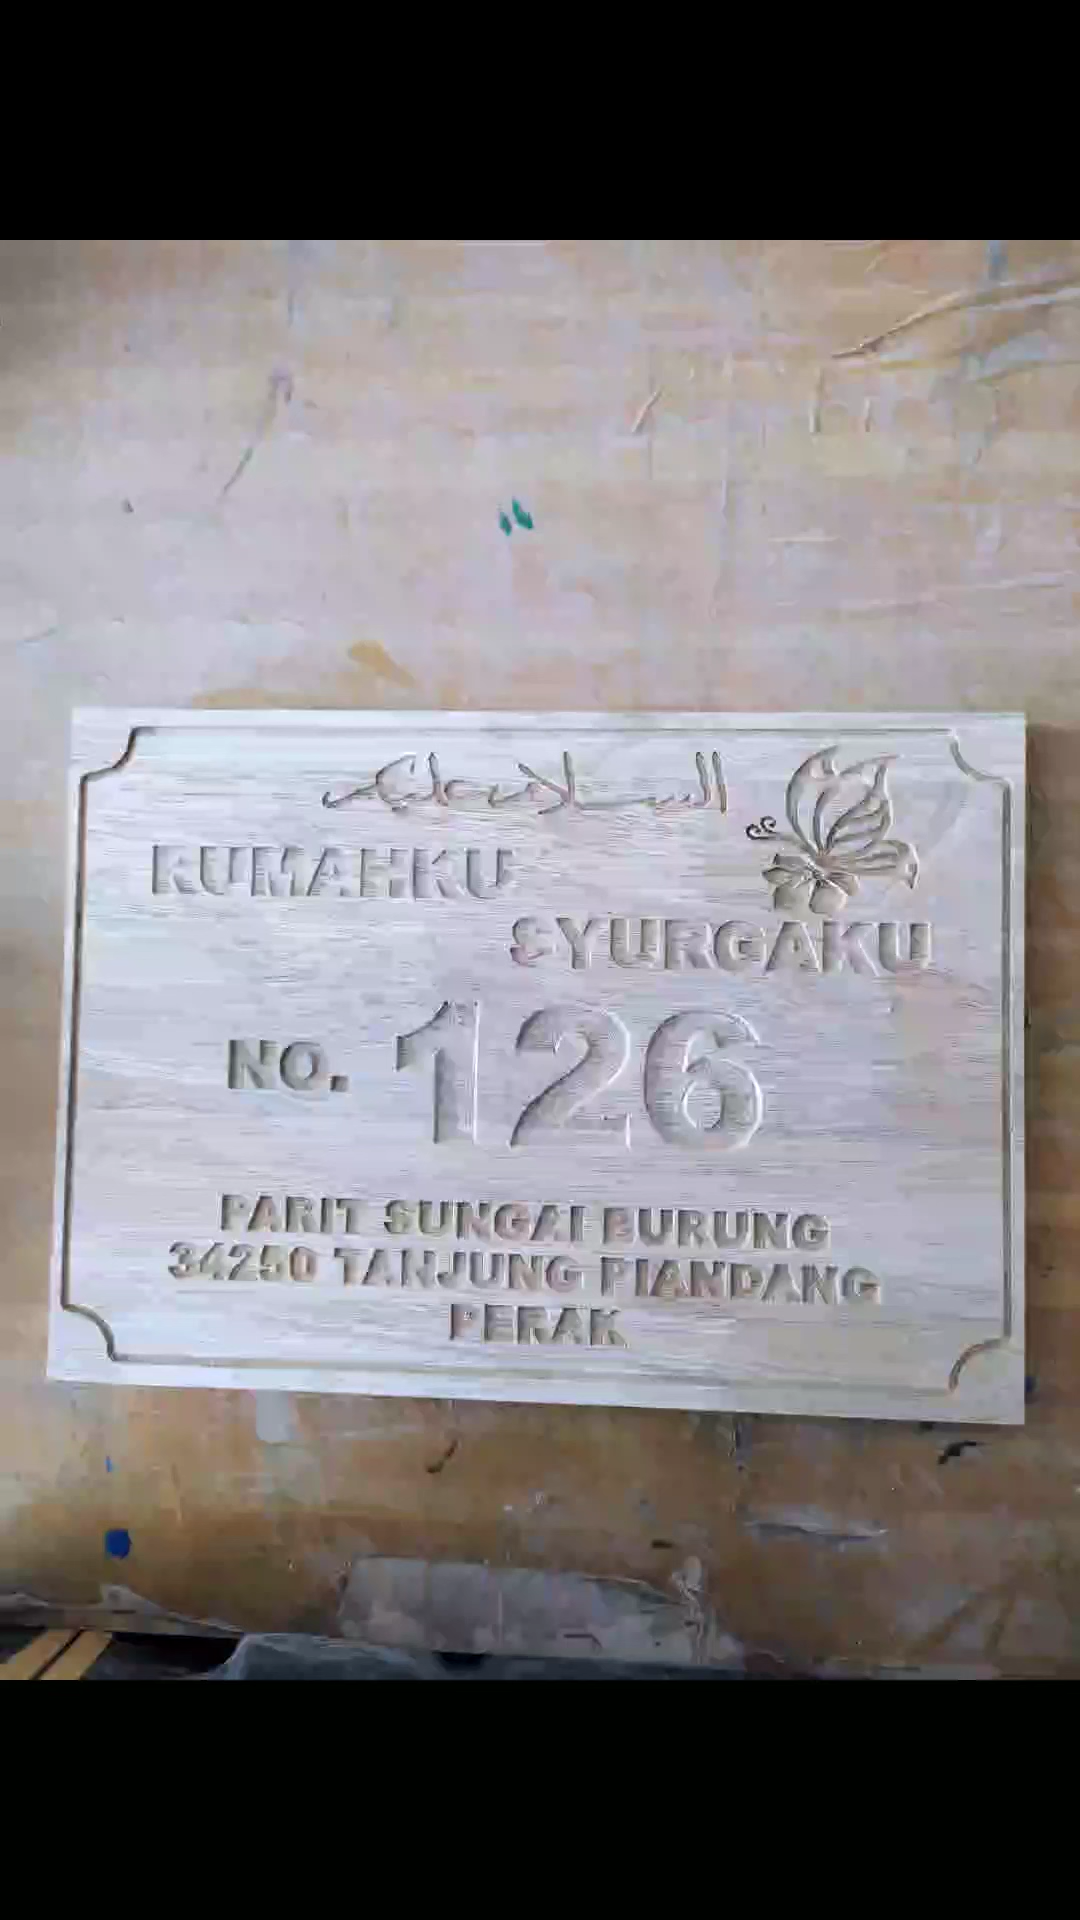 السلام عليكم
RUMAHKU
SYURGAKU
NO. 126
PARIT SUNGAI BURUNG
34250 TANJUNG PIANDANG
PERAK